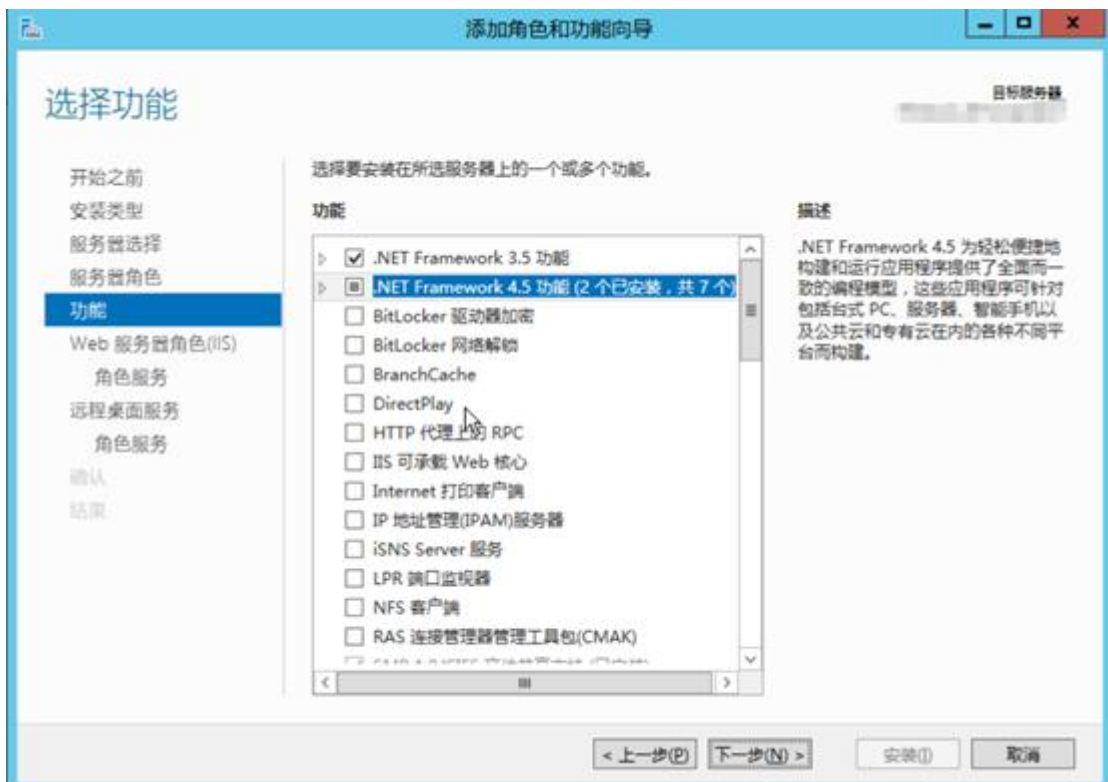 添加角色和功能向导
选择功能
目标服务器
开始之前
安装类型
服务器选择
服务器角色
功能
Web 服务器角色(IIS)
角色服务
远程桌面服务
角色服务
确认
结果
选择要安装在所选服务器上的一个或多个功能。
功能
.NET Framework 3.5 功能
.NET Framework 4.5 功能 (2 个已安装，共 7 个)
BitLocker 驱动器加密
BitLocker 网络解锁
BranchCache
DirectPlay
HTTP 代理上的 RPC
IIS 可承载 Web 核心
Internet 打印客户端
IP 地址管理(IPAM)服务器
iSNS Server 服务
LPR 端口监视器
NFS 客户端
RAS 连接管理器管理工具包(CMAK)
描述
.NET Framework 4.5 为轻松便捷地
构建和运行应用程序提供了全面而一
致的编程模型，这些应用程序可针对
包括台式 PC、服务器、智能手机以
及公共云和专有云在内的各种不同平
台而构建。
< 上一步(P)
下一步(N) >
安装(I)
取消